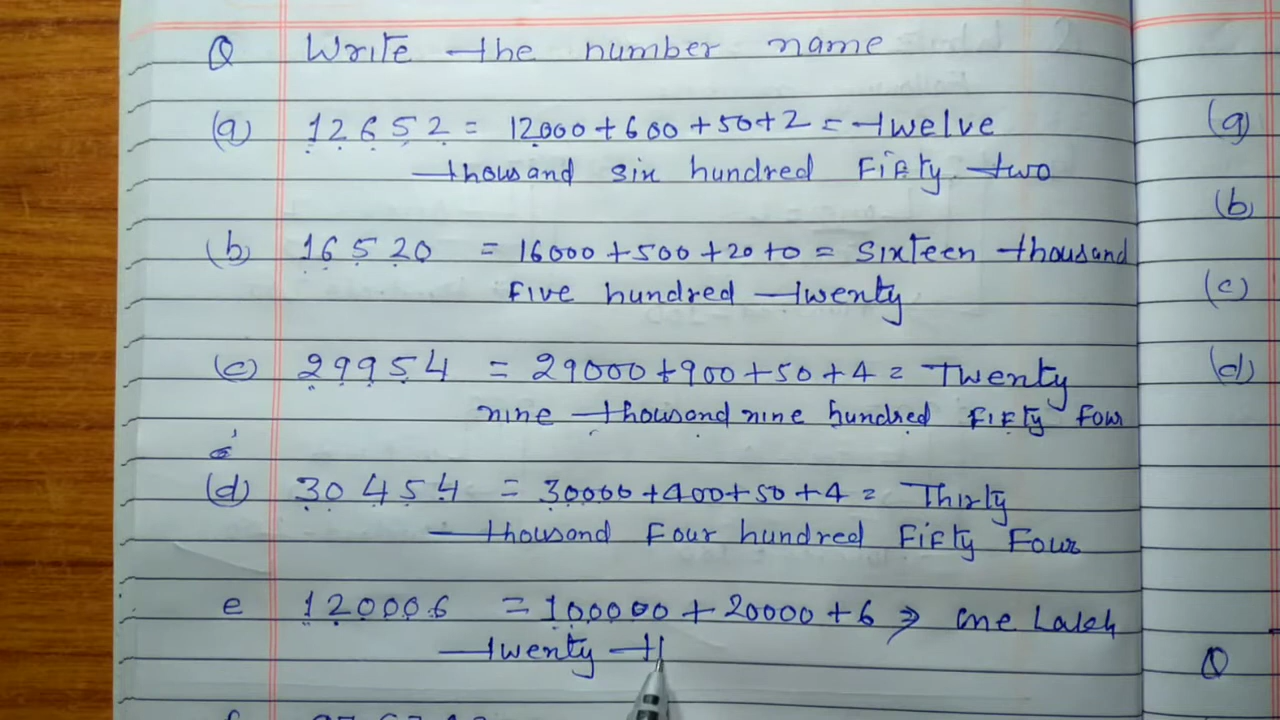 Q Write the number name
(a) 12652 = 12000+600+50+2 = twelve
thousand six hundred Fifty two
(b) 16520 = 16000+500+20+0 = sixteen thousand
Five hundred twenty
(c) 29954 = 29000+900+50+4 = Twenty
nine thousand nine hundred Fifty Four
(d) 30454 = 30000+400+50+4 = Thirty
thousand Four hundred Fifty Four
e 120006 = 100000+20000+6 ⇒ one Lakh
twenty th
(a)
(b)
(c)
(d)
Q